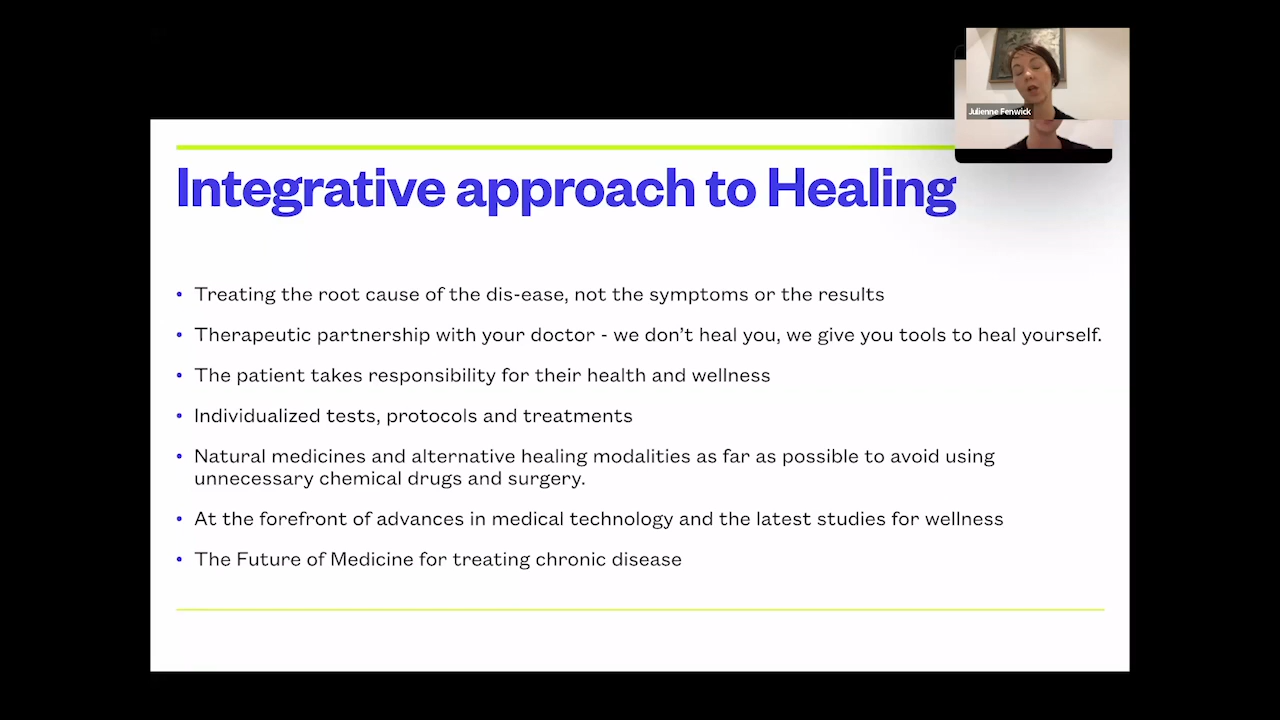 Julienne Fenwick
Integrative approach to Healing
• Treating the root cause of the dis-ease, not the symptoms or the results
• Therapeutic partnership with your doctor - we don't heal you, we give you tools to heal yourself.
• The patient takes responsibility for their health and wellness
• Individualized tests, protocols and treatments
• Natural medicines and alternative healing modalities as far as possible to avoid using
unnecessary chemical drugs and surgery.
• At the forefront of advances in medical technology and the latest studies for wellness
• The Future of Medicine for treating chronic disease